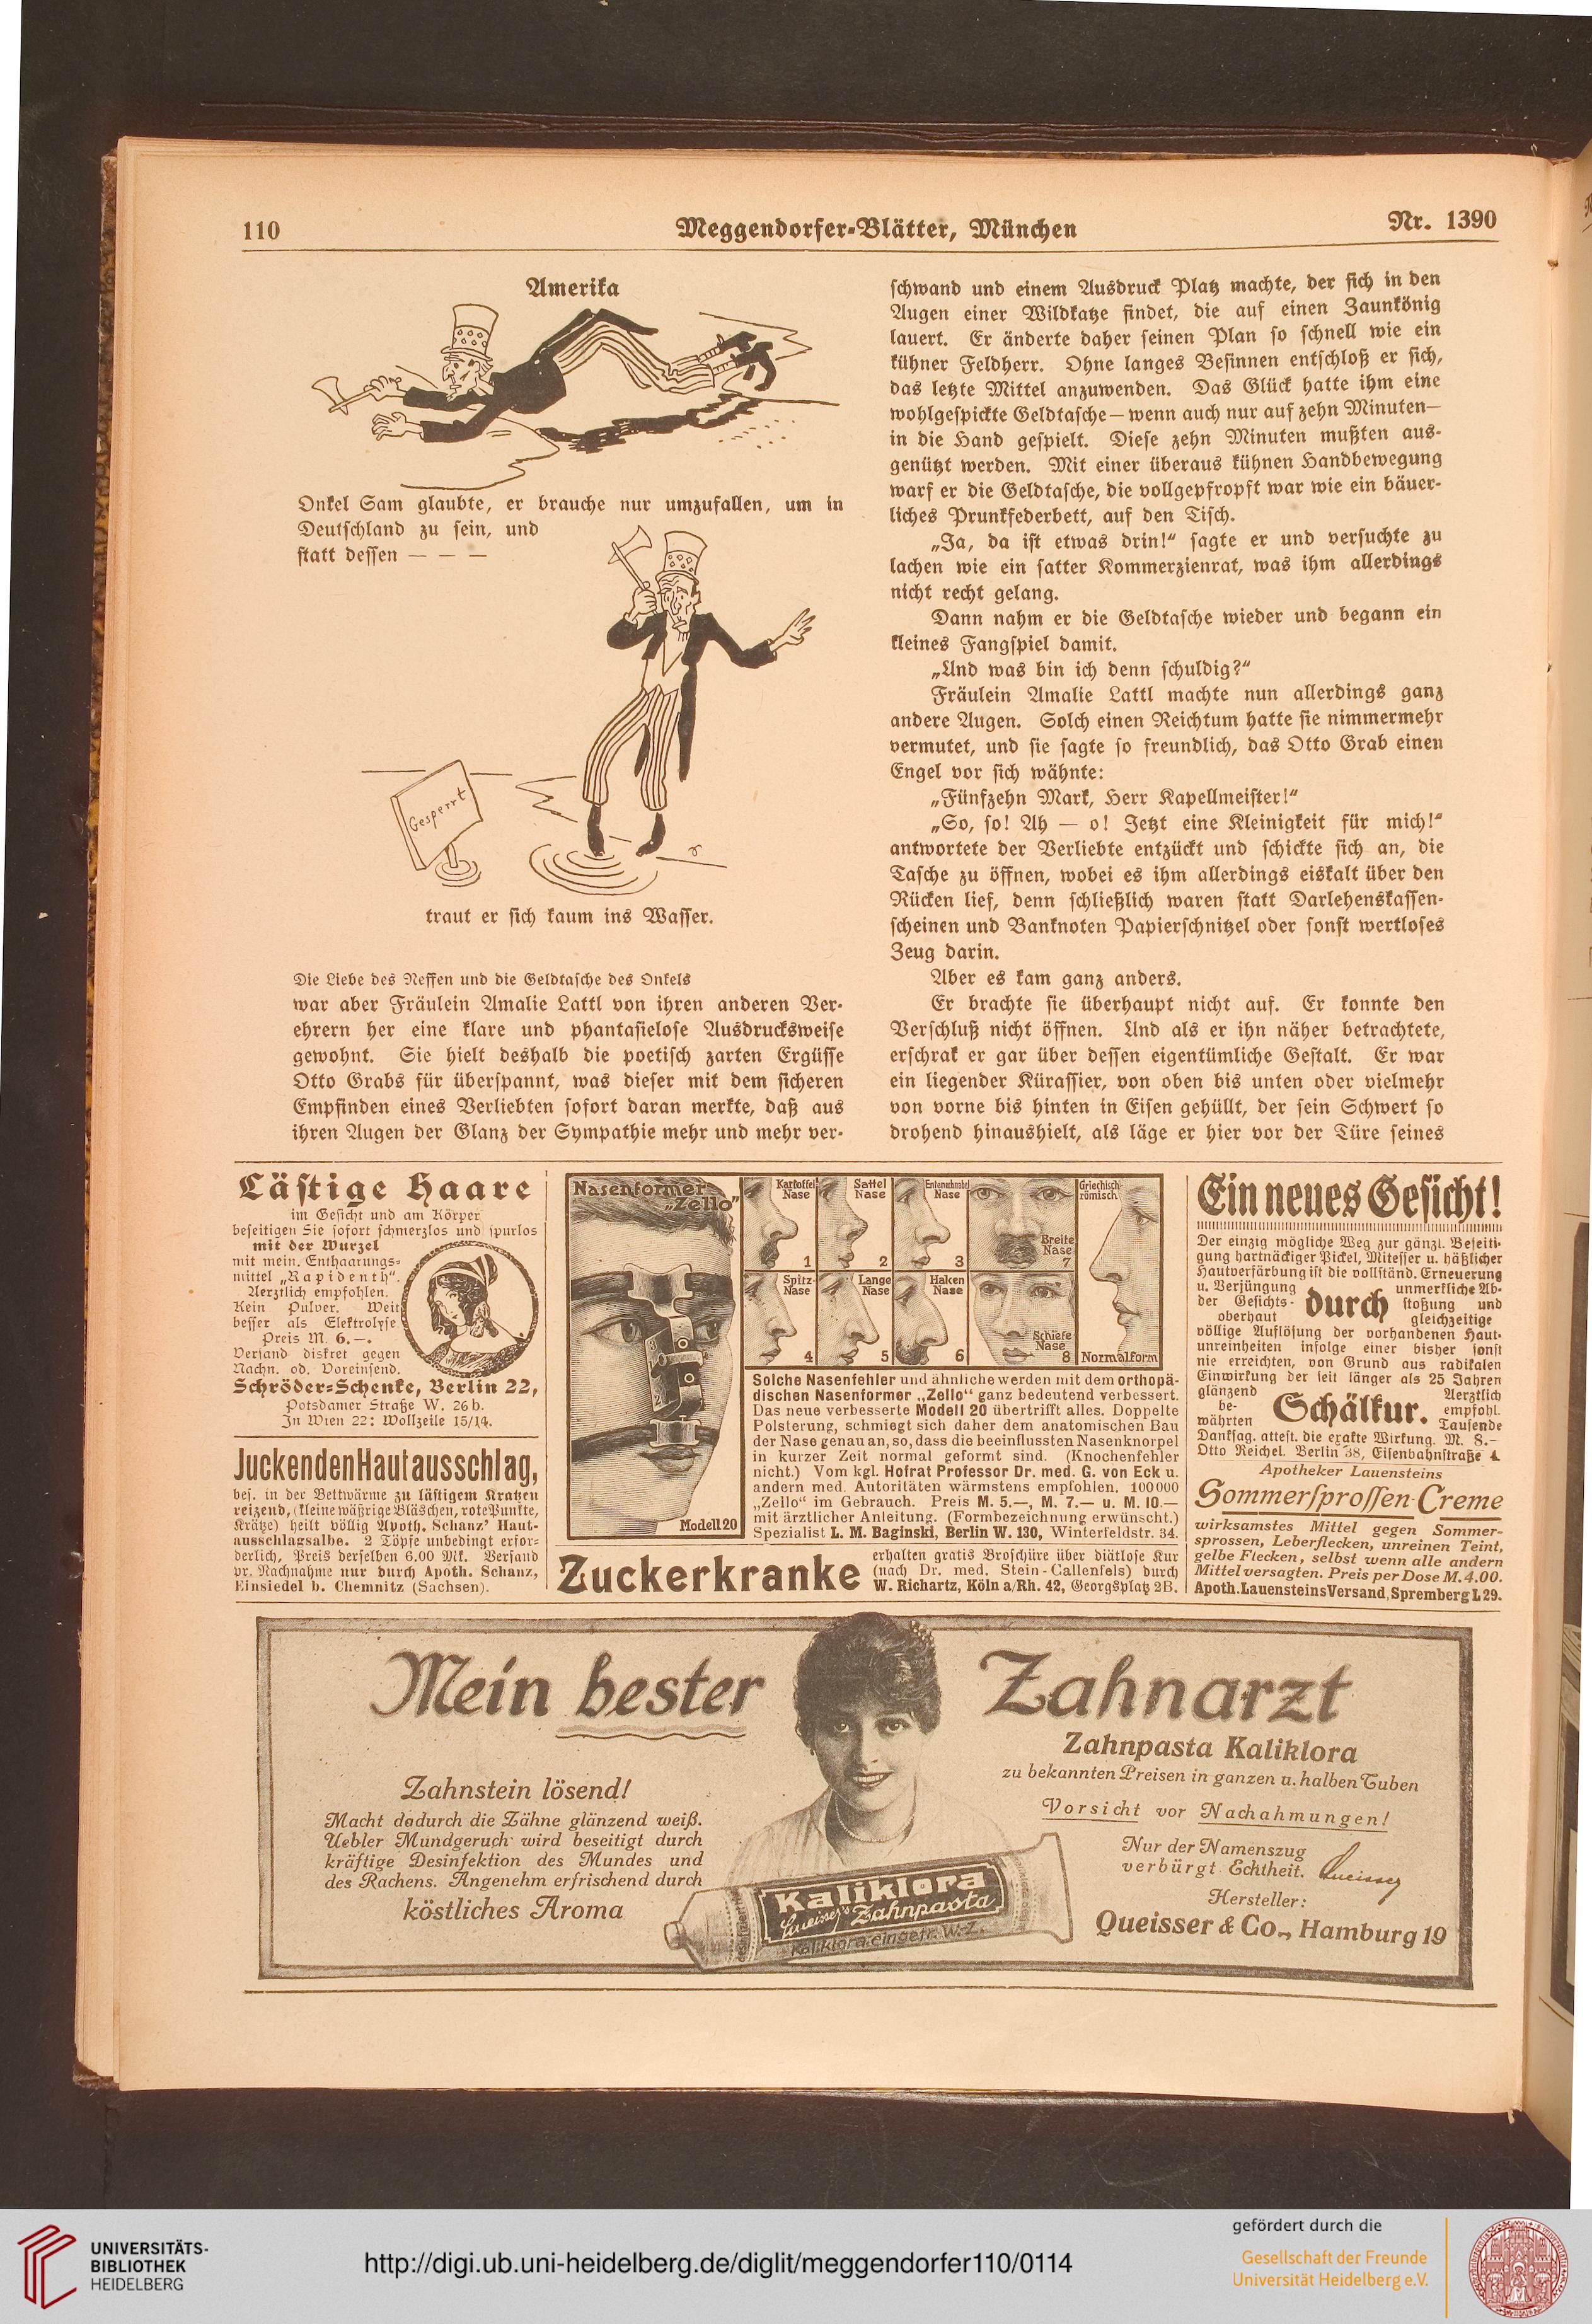 110
Meggendorfer-Blätter, München
Nr. 1390
Amerika
Onkel Sam glaubte, er brauche nur umzufallen, um in
Deutschland zu sein, und
statt dessen — — —
Gesperrt
traut er sich kaum ins Wasser.
Die Liebe des Neffen und die Geldtasche des Onkels
war aber Fräulein Amalie Lattl von ihren anderen Ver-
ehrern her eine klare und phantasielose Ausdrucksweise
gewohnt. Sie hielt deshalb die poetisch zarten Ergüsse
Otto Grabs für überspannt, was dieser mit dem sicheren
Empfinden eines Verliebten sofort daran merkte, daß aus
ihren Augen der Glanz der Sympathie mehr und mehr ver-
schwand und einem Ausdruck Platz machte, der sich in den
Augen einer Wildkatze findet, die auf einen Zaunkönig
lauert. Er änderte daher seinen Plan so schnell wie ein
kühner Feldherr. Ohne langes Besinnen entschloß er sich,
das letzte Mittel anzuwenden. Das Glück hatte ihm eine
wohlgespickte Geldtasche — wenn auch nur auf zehn Minuten —
in die Hand gespielt. Diese zehn Minuten mußten aus-
genützt werden. Mit einer überaus kühnen Handbewegung
warf er die Geldtasche, die vollgepfropft war wie ein bäuer-
liches Prunkfederbett, auf den Tisch.
„Ja, da ist etwas drin!“ sagte er und versuchte zu
lachen wie ein satter Kommerzienrat, was ihm allerdings
nicht recht gelang.
Dann nahm er die Geldtasche wieder und begann ein
kleines Fangspiel damit.
„Und was bin ich denn schuldig?“
Fräulein Amalie Lattl machte nun allerdings ganz
andere Augen. Solch einen Reichtum hatte sie nimmermehr
vermutet, und sie sagte so freundlich, das Otto Grab einen
Engel vor sich wähnte:
„Fünfzehn Mark, Herr Kapellmeister!“
„So, so! Ah — o! Jetzt eine Kleinigkeit für mich!“
antwortete der Verliebte entzückt und schickte sich an, die
Tasche zu öffnen, wobei es ihm allerdings eiskalt über den
Rücken lief, denn schließlich waren statt Darlehenskassen-
scheinen und Banknoten Papierschnitzel oder sonst wertloses
Zeug darin.
Aber es kam ganz anders.
Er brachte sie überhaupt nicht auf. Er konnte den
Verschluß nicht öffnen. Und als er ihn näher betrachtete,
erschrak er gar über dessen eigentümliche Gestalt. Er war
ein liegender Kürassier, von oben bis unten oder vielmehr
von vorne bis hinten in Eisen gehüllt, der sein Schwert so
drohend hinaushielt, als läge er hier vor der Türe seines
Lästige Haare
im Gesicht und am Körper
beseitigen Sie sofort schmerzlos und spurlos
mit der Wurzel
mit mein. Enthaarungs-
mittel „Rapidenth“.
Aerztlich empfohlen.
Kein Pulver. Weit
besser als Elektrolyse
Preis M. 6.—.
Versand diskret gegen
Nachn. od. Voreinsend.
Schröder-Schenke, Berlin 22,
Potsdamer Straße W. 26 b.
In Wien 22: Wollzeile 15/14.
Juckenden Hautausschlag,
bes. in der Bettwärme zu lästigem Kratzen
reizend, (kleine wäßrige Bläschen, rote Punkte,
Krätze) heilt völlig Apoth. Schanz’ Haut-
ausschlagsalbe. 2 Töpfe unbedingt erfor-
derlich, Preis derselben 6.00 Mk. Versand
pr. Nachnahme nur durch Apoth. Schanz,
Einsiedel b. Chemnitz (Sachsen).
Nasenformer
„Zello“
Modell 20
Kartoffel Nase 1
Sattel Nase 2
Entenschnabel Nase 3
Breite Nase 7
Griechisch-römisch
Spitz-Nase 4
Lange Nase 5
Haken Nase 6
Schiefe Nase 8
Normalform
Solche Nasenfehler und ähnliche werden mit dem orthopä-
dischen Nasenformer „Zello“ ganz bedeutend verbessert.
Das neue verbesserte Modell 20 übertrifft alles. Doppelte
Polsterung, schmiegt sich daher dem anatomischen Bau
der Nase genau an, so, dass die beeinflussten Nasenknorpel
in kurzer Zeit normal geformt sind. (Knochenfehler
nicht.) Vom kgl. Hofrat Professor Dr. med. G. von Eck u.
andern med. Autoritäten wärmstens empfohlen. 100000
„Zello“ im Gebrauch. Preis M. 5.—, M. 7.— u. M. 10.—
mit ärztlicher Anleitung. (Formbezeichnung erwünscht.)
Spezialist L. M. Baginski, Berlin W. 130, Winterfeldstr. 34.
Zuckerkranke
erhalten gratis Broschüre über diätlose Kur
(nach Dr. med. Stein-Callenfels) durch
W. Richartz, Köln a/Rh. 42, Georgsplatz 2B.
Ein neues Gesicht!
Der einzig mögliche Weg zur gänzl. Beseiti-
gung hartnäckiger Pickel, Mitesser u. häßlicher
Hautverfärbung ist die vollständ. Erneuerung
u. Verjüngung
der Gesichts-
oberhaut
durch
unmerkliche Ab-
stoßung und
gleichzeitige
völlige Auflösung der vorhandenen Haut-
unreinheiten infolge einer bisher sonst
nie erreichten, von Grund aus radikalen
Einwirkung der seit länger als 25 Jahren
glänzend
be-
währten
Schälkur.
Aerztlich
empfohl.
Tausende
Danksag. attest. die exakte Wirkung. M. 8.—
Otto Reichel. Berlin 38, Eisenbahnstraße 4
Apotheker Lauensteins
Sommersprossen-Creme
wirksamstes Mittel gegen Sommer-
sprossen, Leberflecken, unreinen Teint,
gelbe Flecken, selbst wenn alle andern
Mittel versagten. Preis per Dose M. 4.00.
Apoth. Lauensteins Versand, Spremberg L 29.
Mein bester Zahnarzt
Zahnstein lösend!
Macht dadurch die Zähne glänzend weiß.
Uebler Mundgeruch wird beseitigt durch
kräftige Desinfektion des Mundes und
des Rachens. Angenehm erfrischend durch
köstliches Aroma
Kaliklora
Queisser's Zahnpasta
Kaliklora eingetr. W.-Z.
Zahnpasta Kaliklora
zu bekannten Preisen in ganzen u. halben Tuben
Vorsicht vor Nachahmungen!
Nur der Namenszug
verbürgt Echtheit.
Queisser
Hersteller:
Queisser & Co., Hamburg 19
UNIVERSITÄTS-
BIBLIOTHEK
HEIDELBERG
http://digi.ub.uni-heidelberg.de/diglit/meggendorfer110/0114
gefördert durch die
Gesellschaft der Freunde
Universität Heidelberg e.V.